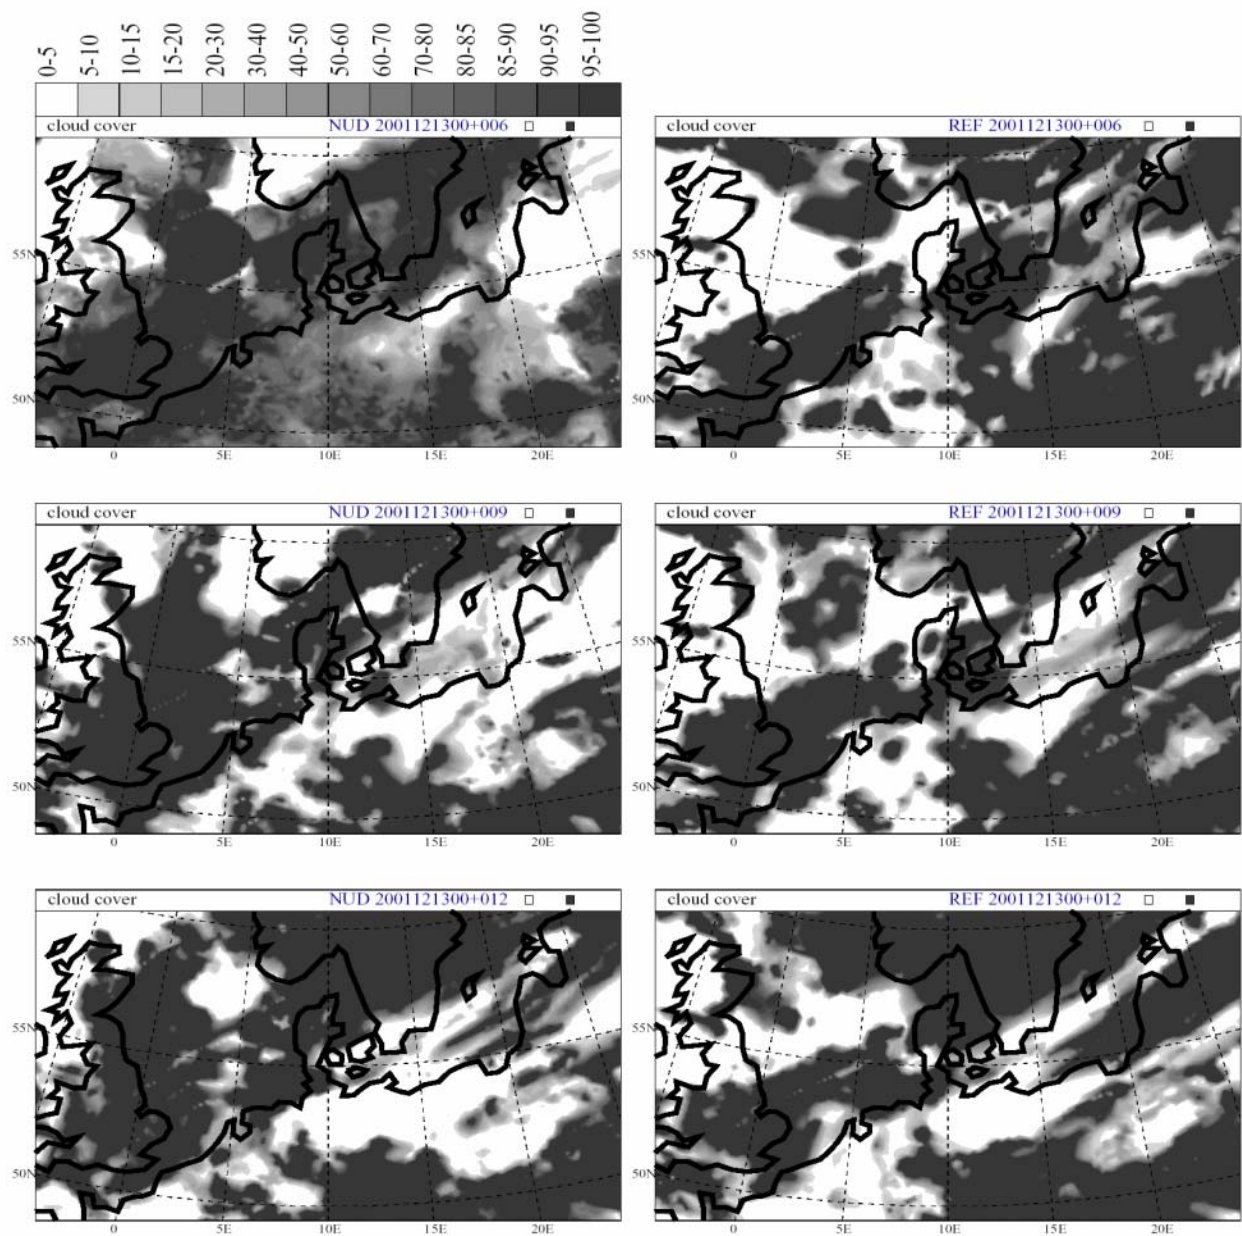 0-5 5-10 10-15 15-20 20-30 30-40 40-50 50-60 60-70 70-80 80-85 85-90 90-95 95-100
cloud cover NUD 2001121300+006
cloud cover REF 2001121300+006
55N
50N
0 5E 10E 15E 20E
55N
50N
0 5E 10E 15E 20E
cloud cover NUD 2001121300+009
cloud cover REF 2001121300+009
55N
50N
0 5E 10E 15E 20E
55N
50N
0 5E 10E 15E 20E
cloud cover NUD 2001121300+012
cloud cover REF 2001121300+012
55N
50N
0 5E 10E 15E 20E
55N
50N
0 5E 10E 15E 20E